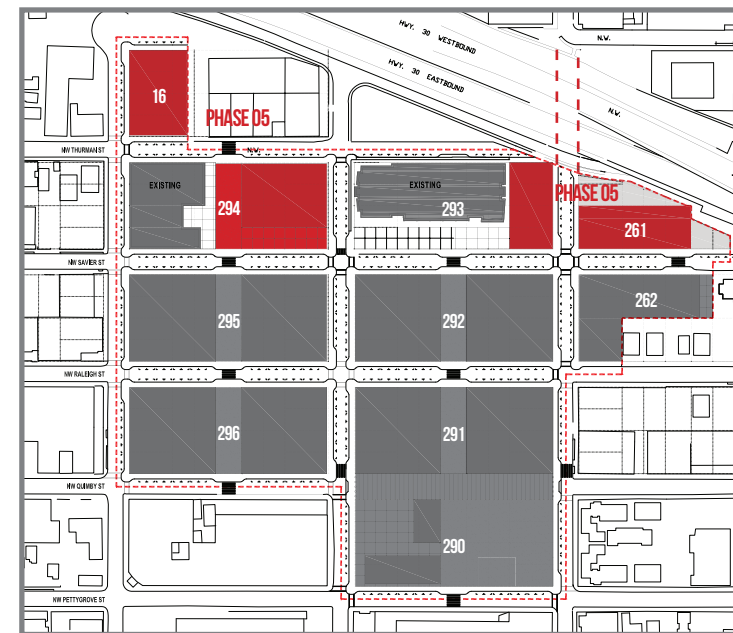 HWY. 30 WESTBOUND
N.W.
HWY. 30 EASTBOUND
16
PHASE 05
N.W.
NW THURMAN ST
N.W.
EXISTING
EXISTING
PHASE 05
294
293
261
NW SAVIER ST
262
295
292
NW RALEIGH ST
296
291
NW QUIMBY ST
290
NW PETTYGROVE ST